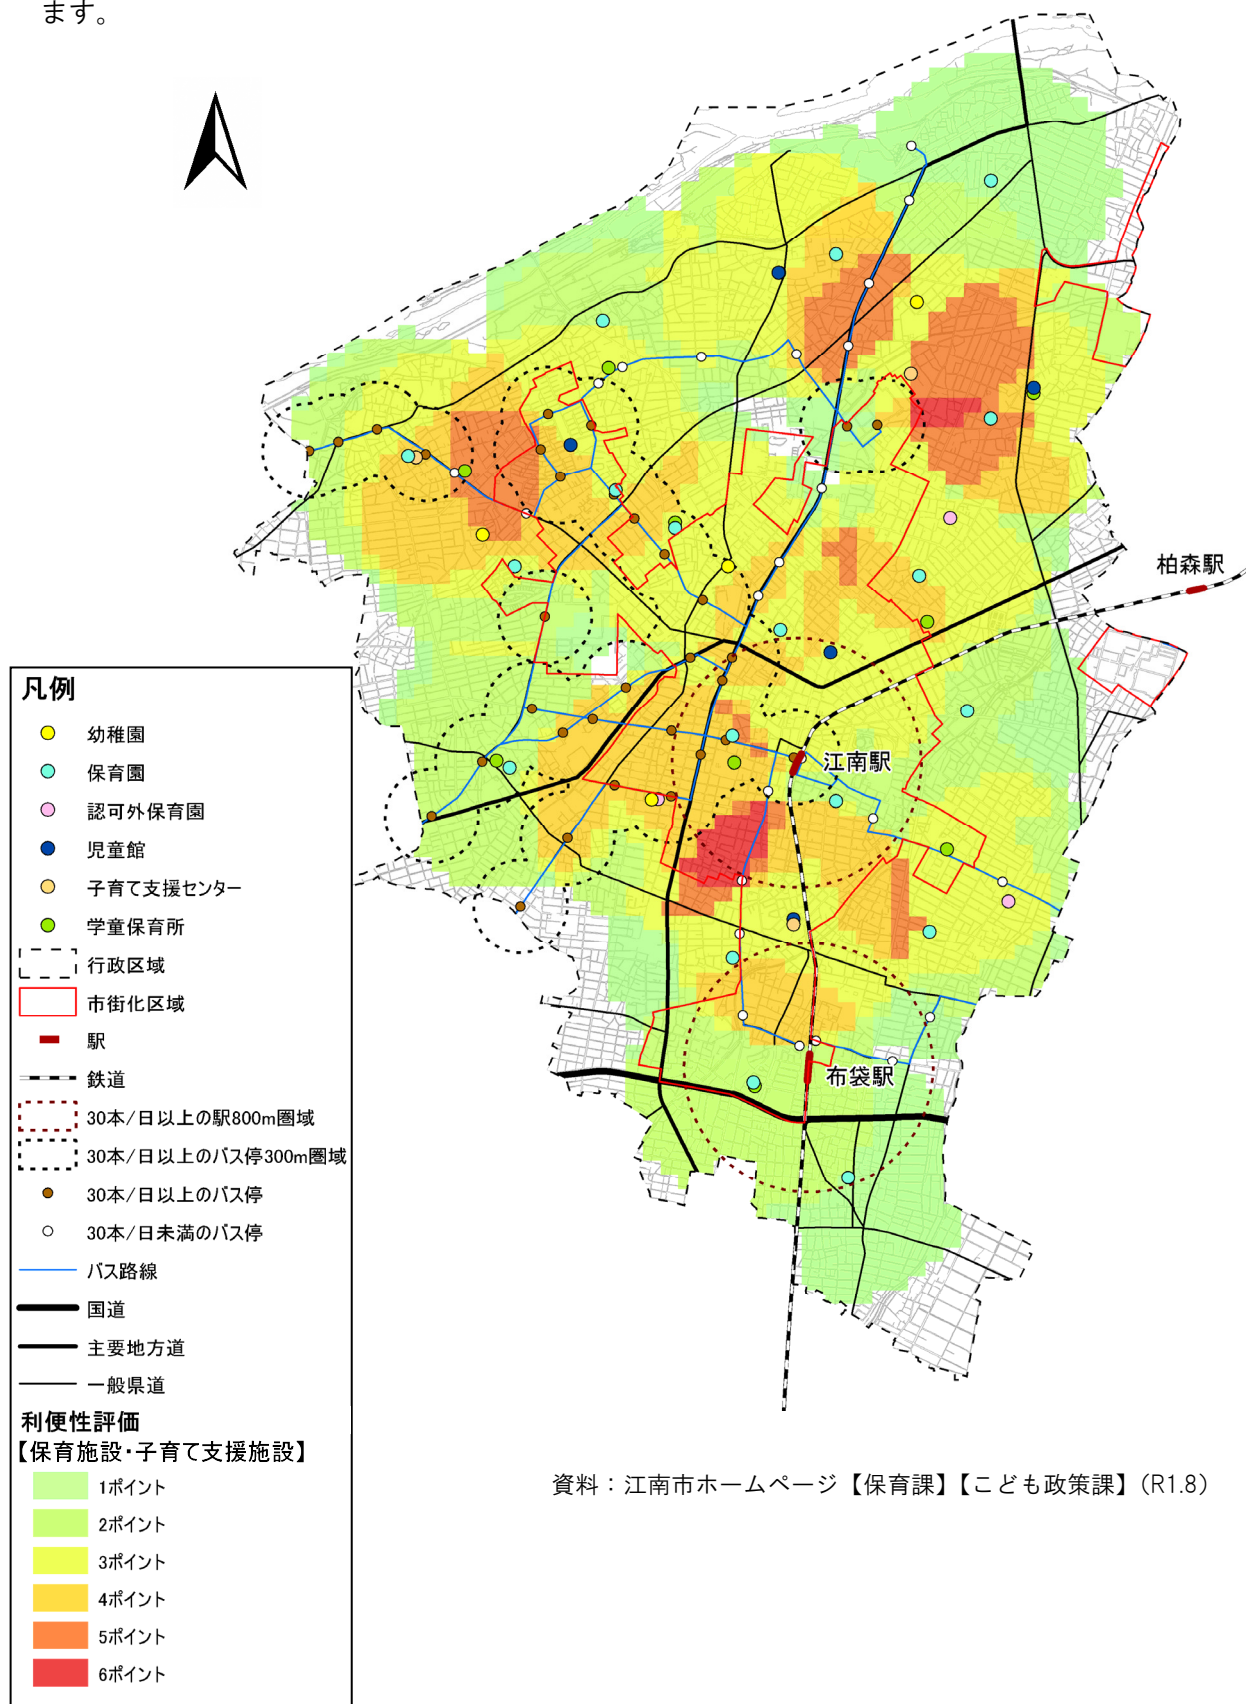 ます。
柏森駅
江南駅
布袋駅
凡例
幼稚園
保育園
認可外保育園
児童館
子育て支援センター
学童保育所
行政区域
市街化区域
駅
鉄道
30本/日以上の駅800m圏域
30本/日以上のバス停300m圏域
30本/日以上のバス停
30本/日未満のバス停
バス路線
国道
主要地方道
一般県道
利便性評価
【保育施設・子育て支援施設】
1ポイント
2ポイント
3ポイント
4ポイント
5ポイント
6ポイント
資料：江南市ホームページ【保育課】【こども政策課】（R1.8）